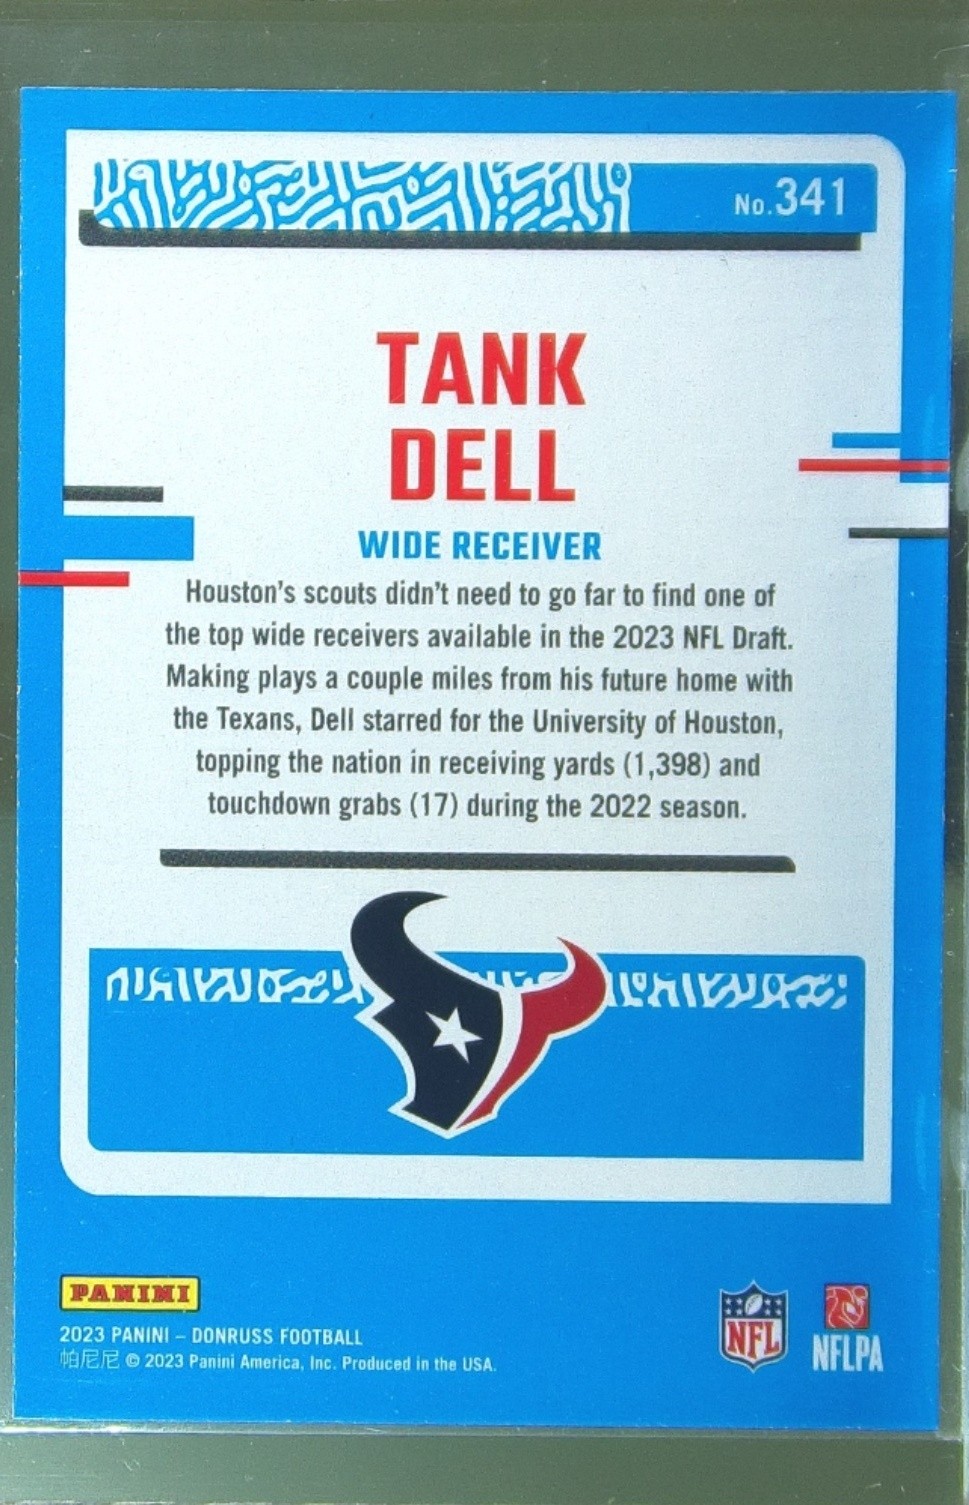 No.341
TANK
DELL
WIDE RECEIVER
Houston's scouts didn't need to go far to find one of
the top wide receivers available in the 2023 NFL Draft.
Making plays a couple miles from his future home with
the Texans, Dell starred for the University of Houston,
topping the nation in receiving yards (1,398) and
touchdown grabs (17) during the 2022 season.
PANINI
2023 PANINI – DONRUSS FOOTBALL
帕尼尼 © 2023 Panini America, Inc. Produced in the USA.
NFL
NFLPA